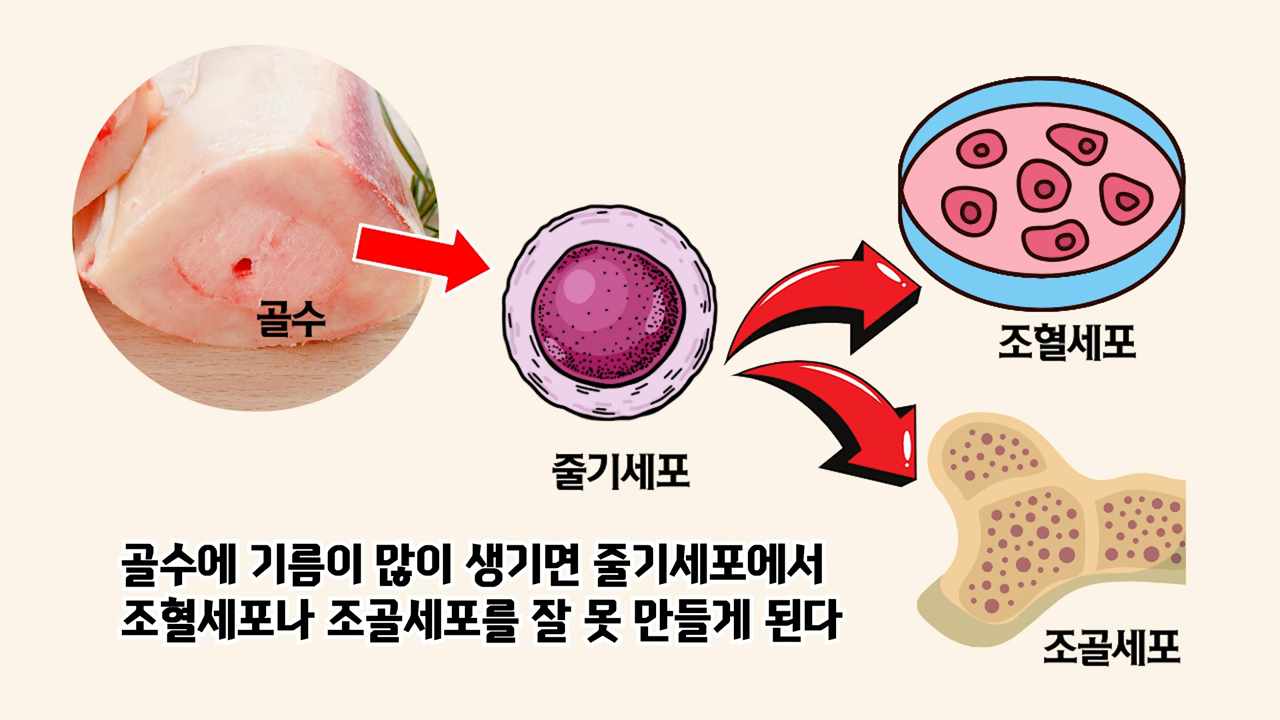 골수
줄기세포
조혈세포
조골세포
골수에 기름이 많이 생기면 줄기세포에서
조혈세포나 조골세포를 잘 못 만들게 된다